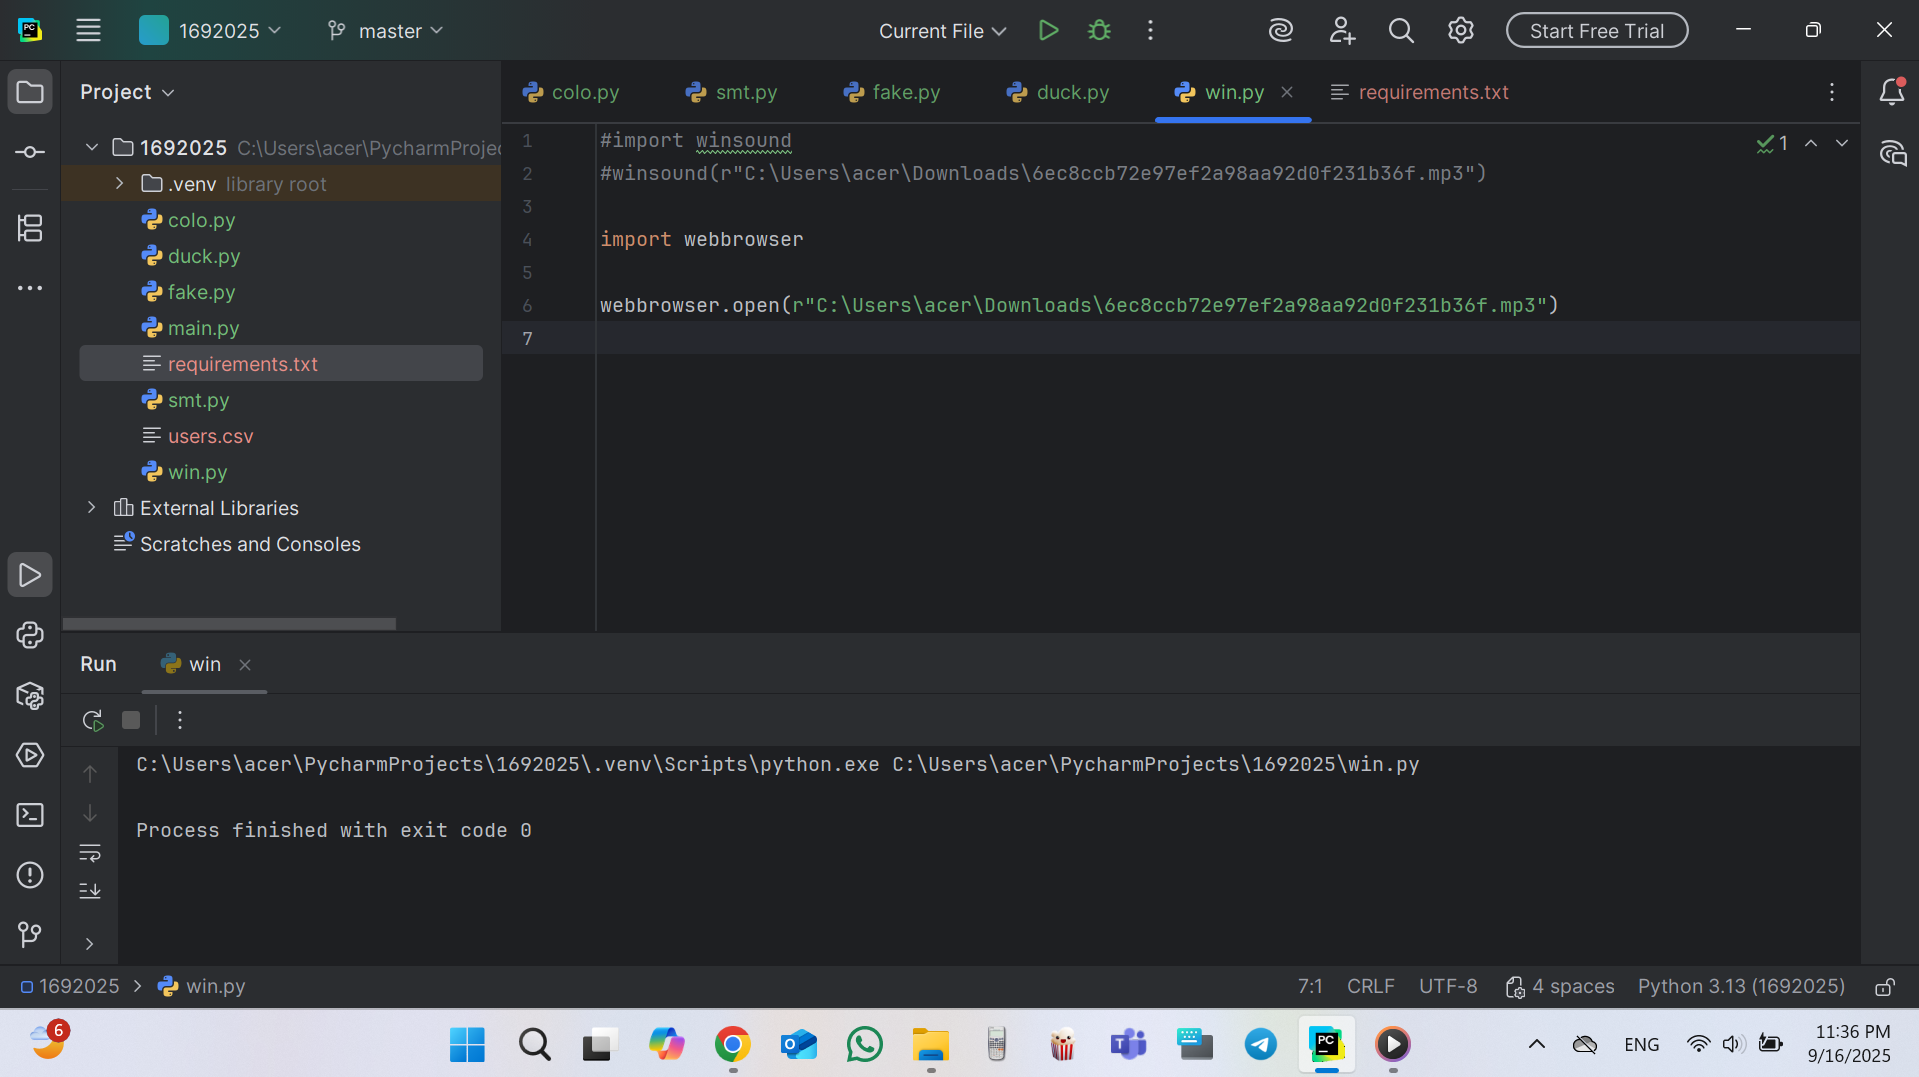 PC
1692025
master
Current File
Start Free Trial
Project
colo.py
smt.py
fake.py
duck.py
win.py
requirements.txt
1692025 C:\Users\acer\PycharmProjec
.venv library root
colo.py
duck.py
fake.py
main.py
requirements.txt
smt.py
users.csv
win.py
External Libraries
Scratches and Consoles
1 #import winsound
2 #winsound(r"C:\Users\acer\Downloads\6ec8ccb72e97ef2a98aa92d0f231b36f.mp3")
3
4 import webbrowser
5
6 webbrowser.open(r"C:\Users\acer\Downloads\6ec8ccb72e97ef2a98aa92d0f231b36f.mp3")
7
1
Run
win
C:\Users\acer\PycharmProjects\1692025\.venv\Scripts\python.exe C:\Users\acer\PycharmProjects\1692025\win.py
Process finished with exit code 0
1692025 > win.py
7:1 CRLF UTF-8 4 spaces Python 3.13 (1692025)
6
PC
ENG
11:36 PM
9/16/2025